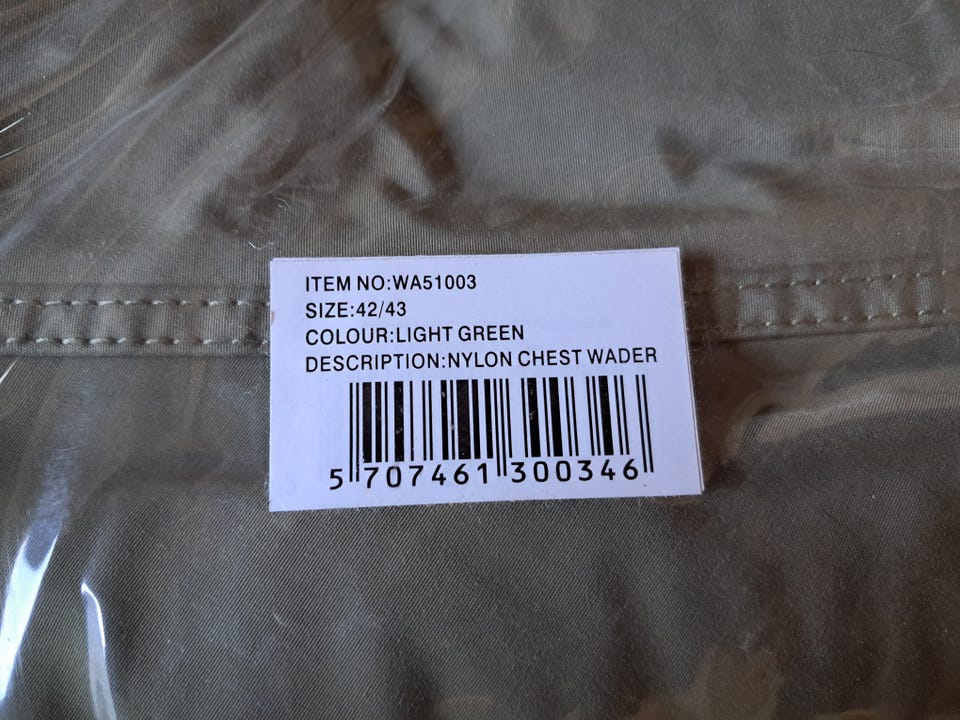 ITEM NO:WA51003
SIZE:42/43
COLOUR:LIGHT GREEN
DESCRIPTION:NYLON CHEST WADER
5 707461 300346